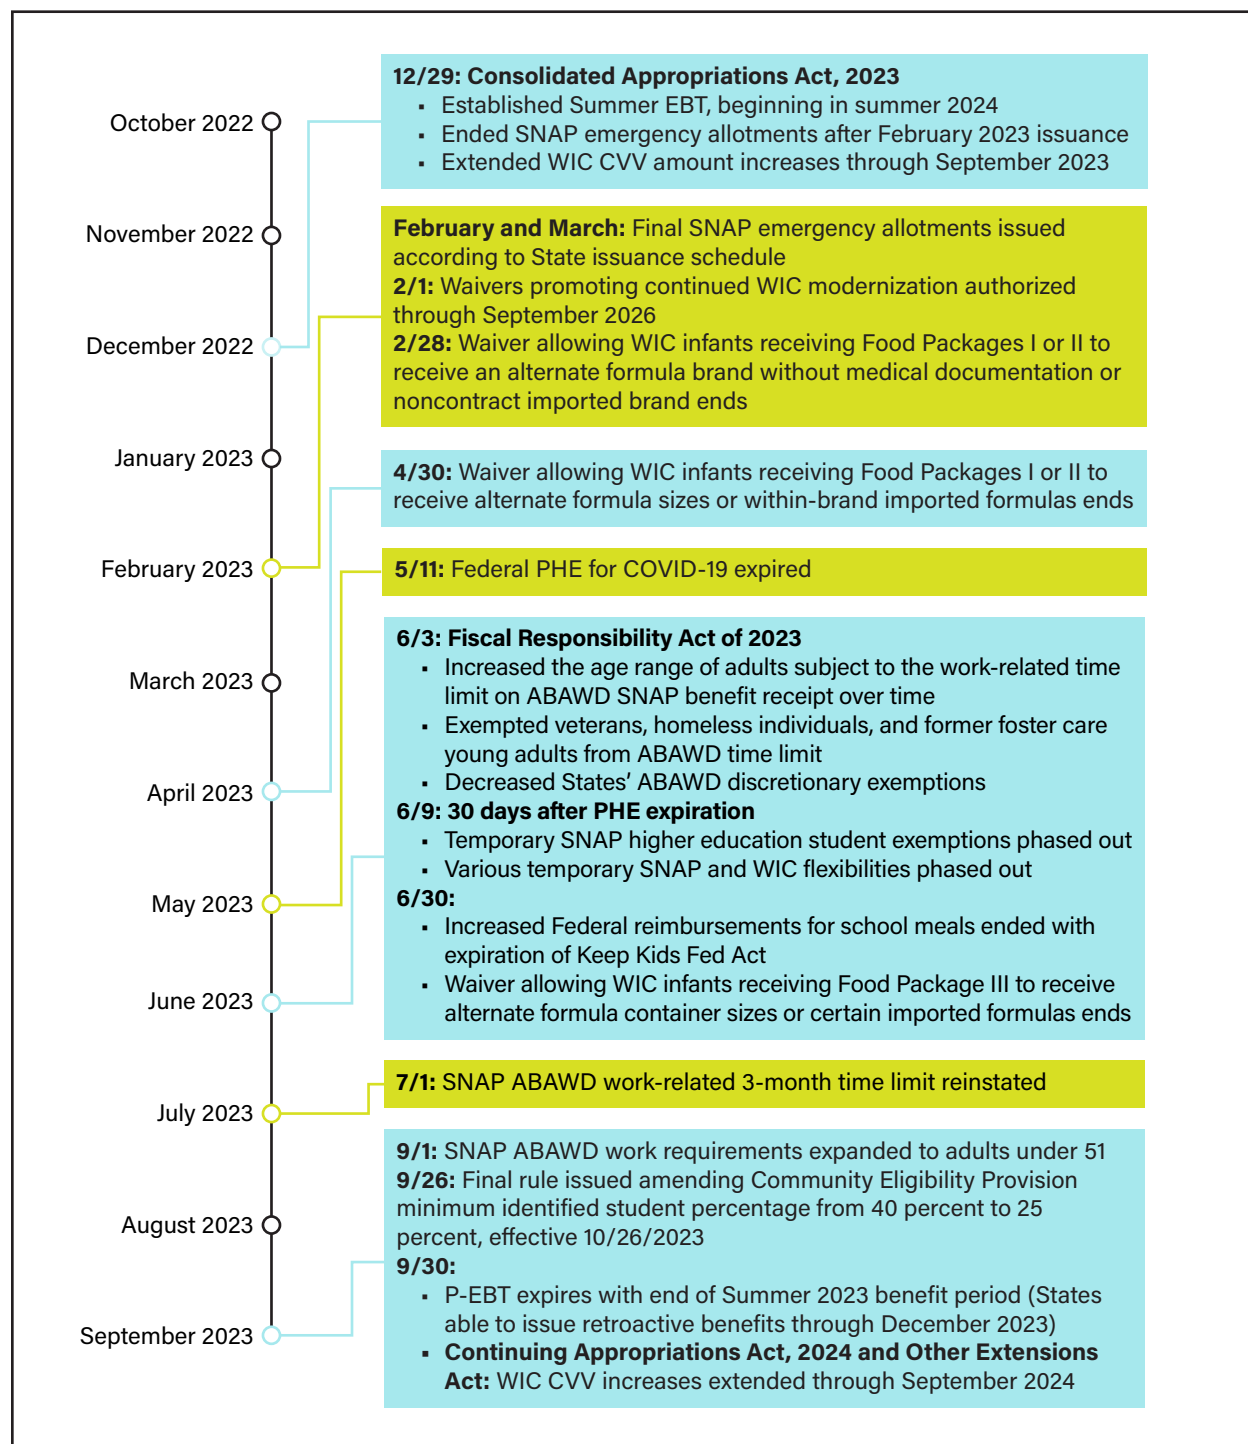 October 2022
November 2022
December 2022
January 2023
February 2023
March 2023
April 2023
May 2023
June 2023
July 2023
August 2023
September 2023
12/29: Consolidated Appropriations Act, 2023
▪ Established Summer EBT, beginning in summer 2024
▪ Ended SNAP emergency allotments after February 2023 issuance
▪ Extended WIC CVV amount increases through September 2023
February and March: Final SNAP emergency allotments issued
according to State issuance schedule
2/1: Waivers promoting continued WIC modernization authorized
through September 2026
2/28: Waiver allowing WIC infants receiving Food Packages I or II to
receive an alternate formula brand without medical documentation or
noncontract imported brand ends
4/30: Waiver allowing WIC infants receiving Food Packages I or II to
receive alternate formula sizes or within-brand imported formulas ends
5/11: Federal PHE for COVID-19 expired
6/3: Fiscal Responsibility Act of 2023
▪ Increased the age range of adults subject to the work-related time
limit on ABAWD SNAP benefit receipt over time
▪ Exempted veterans, homeless individuals, and former foster care
young adults from ABAWD time limit
▪ Decreased States' ABAWD discretionary exemptions
6/9: 30 days after PHE expiration
▪ Temporary SNAP higher education student exemptions phased out
▪ Various temporary SNAP and WIC flexibilities phased out
6/30:
▪ Increased Federal reimbursements for school meals ended with
expiration of Keep Kids Fed Act
▪ Waiver allowing WIC infants receiving Food Package III to receive
alternate formula container sizes or certain imported formulas ends
7/1: SNAP ABAWD work-related 3-month time limit reinstated
9/1: SNAP ABAWD work requirements expanded to adults under 51
9/26: Final rule issued amending Community Eligibility Provision
minimum identified student percentage from 40 percent to 25
percent, effective 10/26/2023
9/30:
▪ P-EBT expires with end of Summer 2023 benefit period (States
able to issue retroactive benefits through December 2023)
▪ Continuing Appropriations Act, 2024 and Other Extensions
Act: WIC CVV increases extended through September 2024